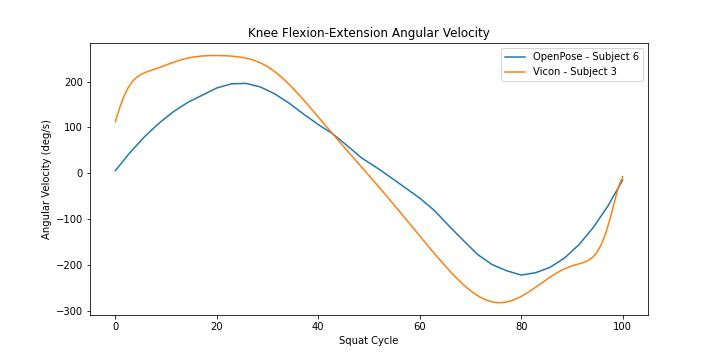 Knee Flexion-Extension Angular Velocity
OpenPose - Subject 6
Vicon - Subject 3
Angular Velocity (deg/s)
200
100
0
−100
−200
−300
0 20 40 60 80 100
Squat Cycle